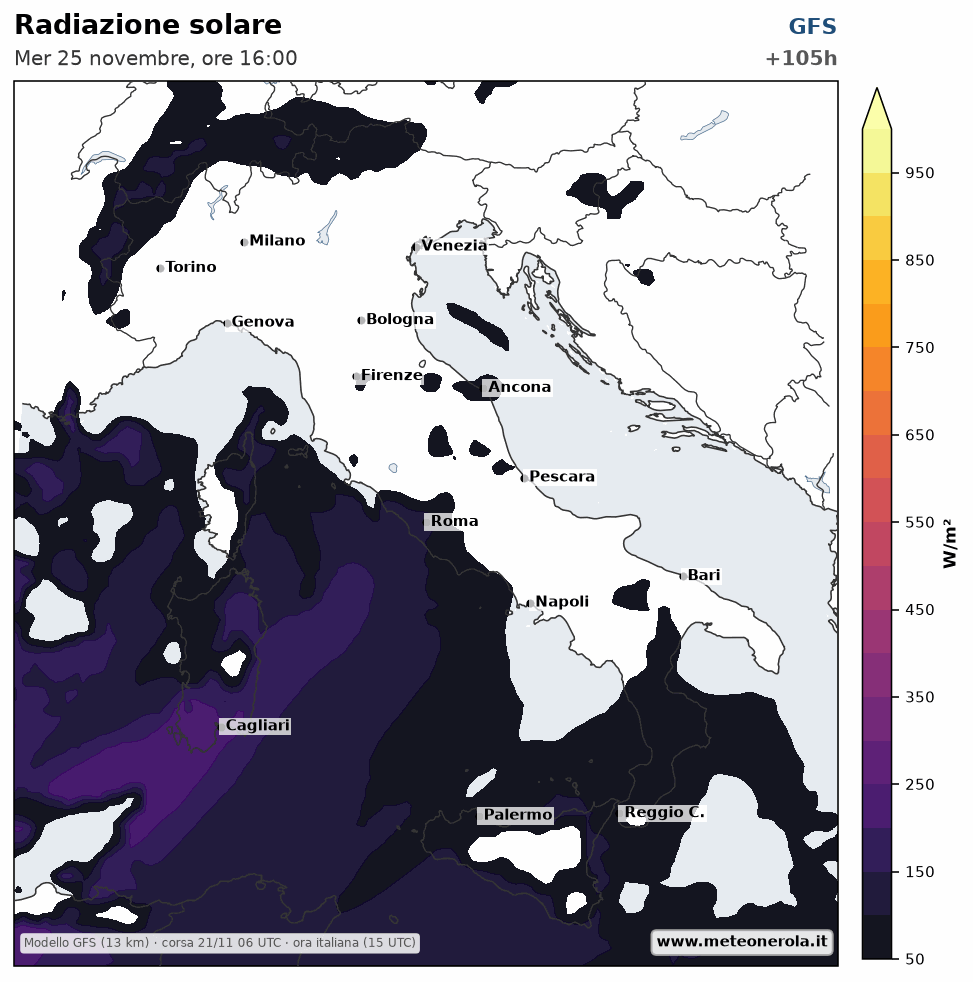 Radiazione solare
GFS
Mer 25 novembre, ore 16:00
+105h
Milano
Venezia
Torino
Genova
Bologna
Firenze
Ancona
Pescara
Roma
Bari
Napoli
Cagliari
Palermo
Reggio C.
950
850
750
650
550
450
350
250
150
50
W/m²
Modello GFS (13 km) · corsa 21/11 06 UTC · ora italiana (15 UTC)
www.meteonerola.it